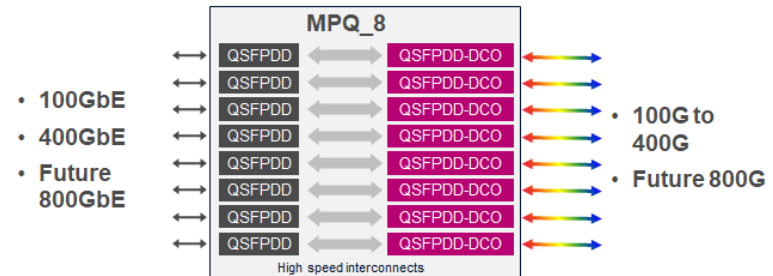 MPQ_8
QSFPDD QSFPDD-DCO
QSFPDD QSFPDD-DCO
QSFPDD QSFPDD-DCO
QSFPDD QSFPDD-DCO
QSFPDD QSFPDD-DCO
QSFPDD QSFPDD-DCO
QSFPDD QSFPDD-DCO
QSFPDD QSFPDD-DCO
High speed interconnects
• 100GbE
• 400GbE
• Future
800GbE
• 100G to
400G
• Future 800G